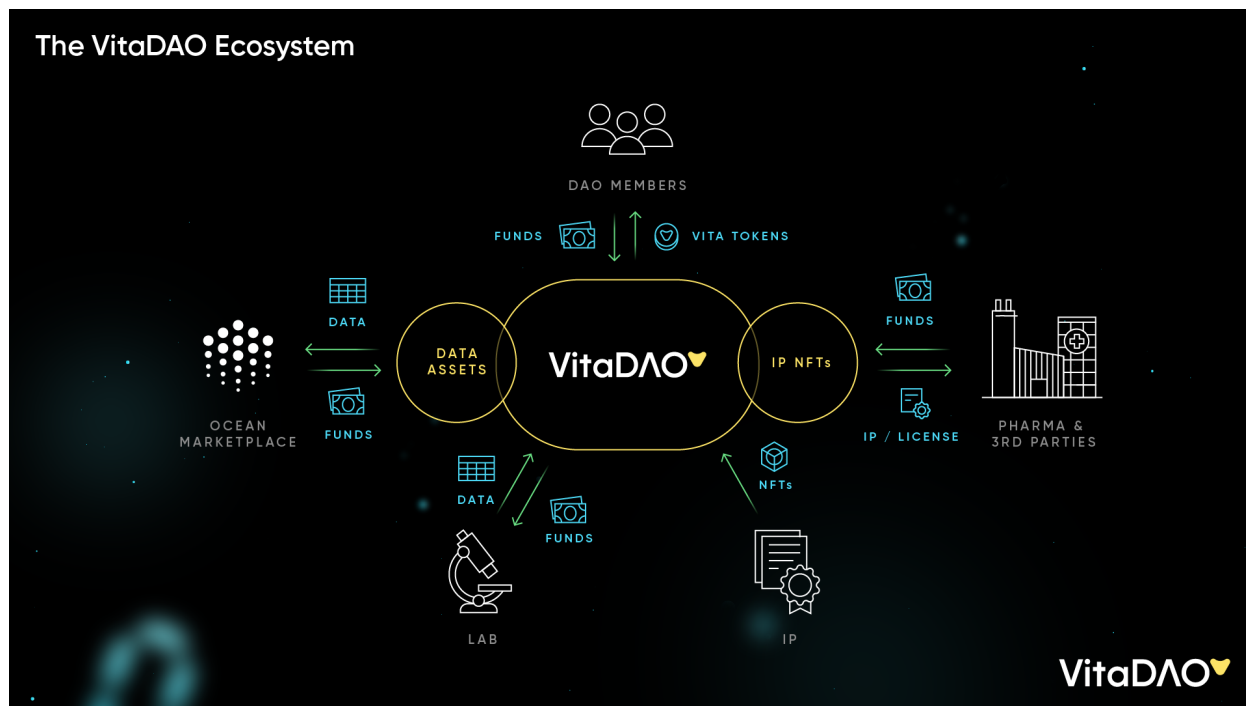 The VitaDAO Ecosystem
DAO MEMBERS
FUNDS
VITA TOKENS
DATA
FUNDS
DATA
ASSETS
VitaDAO
IP NFTs
OCEAN
MARKETPLACE
FUNDS
IP / LICENSE
PHARMA &
3RD PARTIES
DATA
FUNDS
NFTs
LAB
IP
VitaDAO